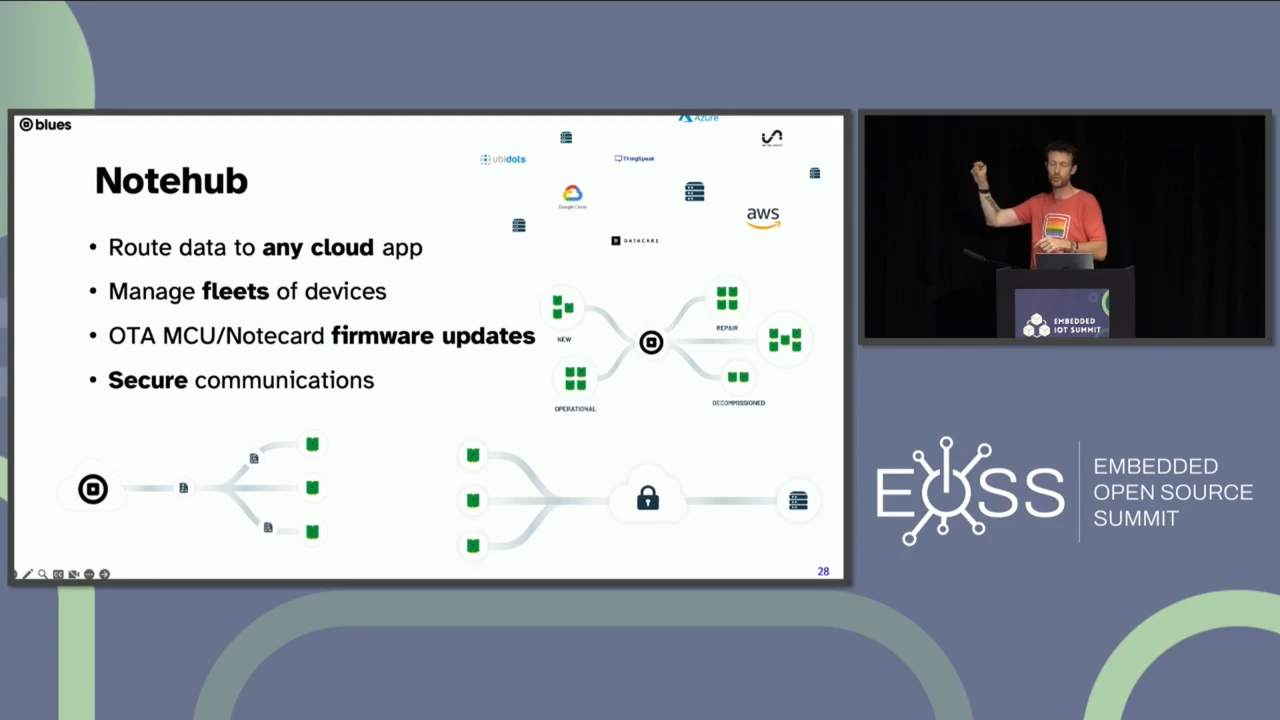 blues
Notehub
• Route data to any cloud app
• Manage fleets of devices
• OTA MCU/Notecard firmware updates
• Secure communications
Azure
ubidots
ThingSpeak
Google Cloud
aws
DATACAKE
NEW
OPERATIONAL
REPAIR
DECOMMISSIONED
28
EMBEDDED
IOT SUMMIT
EOSS
EMBEDDED
OPEN SOURCE
SUMMIT